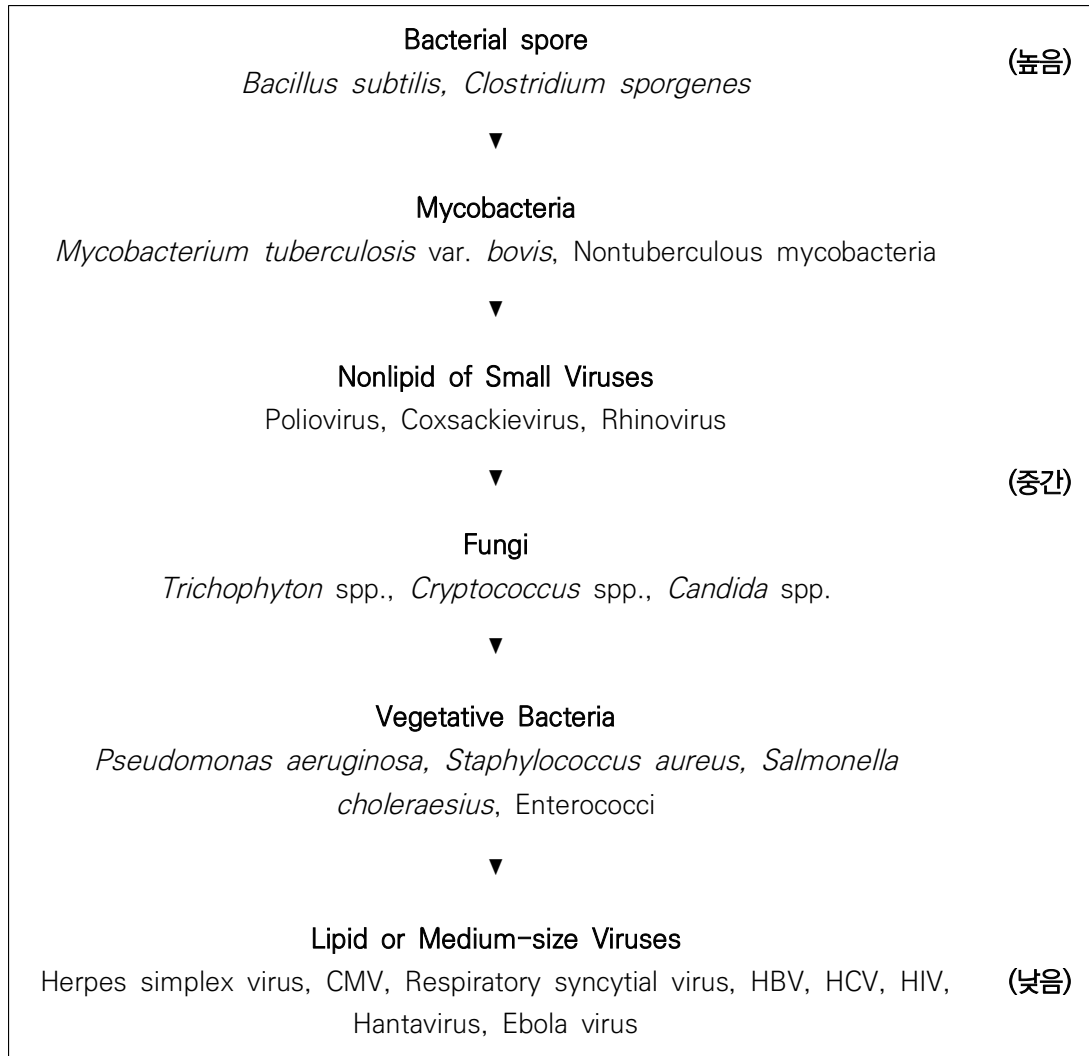 Bacterial spore
(높음)
Bacillus subtilis, Clostridium sporgenes
▼
Mycobacteria
Mycobacterium tuberculosis var. bovis, Nontuberculous mycobacteria
▼
Nonlipid of Small Viruses
Poliovirus, Coxsackievirus, Rhinovirus
▼
(중간)
Fungi
Trichophyton spp., Cryptococcus spp., Candida spp.
▼
Vegetative Bacteria
Pseudomonas aeruginosa, Staphylococcus aureus, Salmonella
choleraesius, Enterococci
▼
Lipid or Medium-size Viruses
Herpes simplex virus, CMV, Respiratory syncytial virus, HBV, HCV, HIV,
(낮음)
Hantavirus, Ebola virus